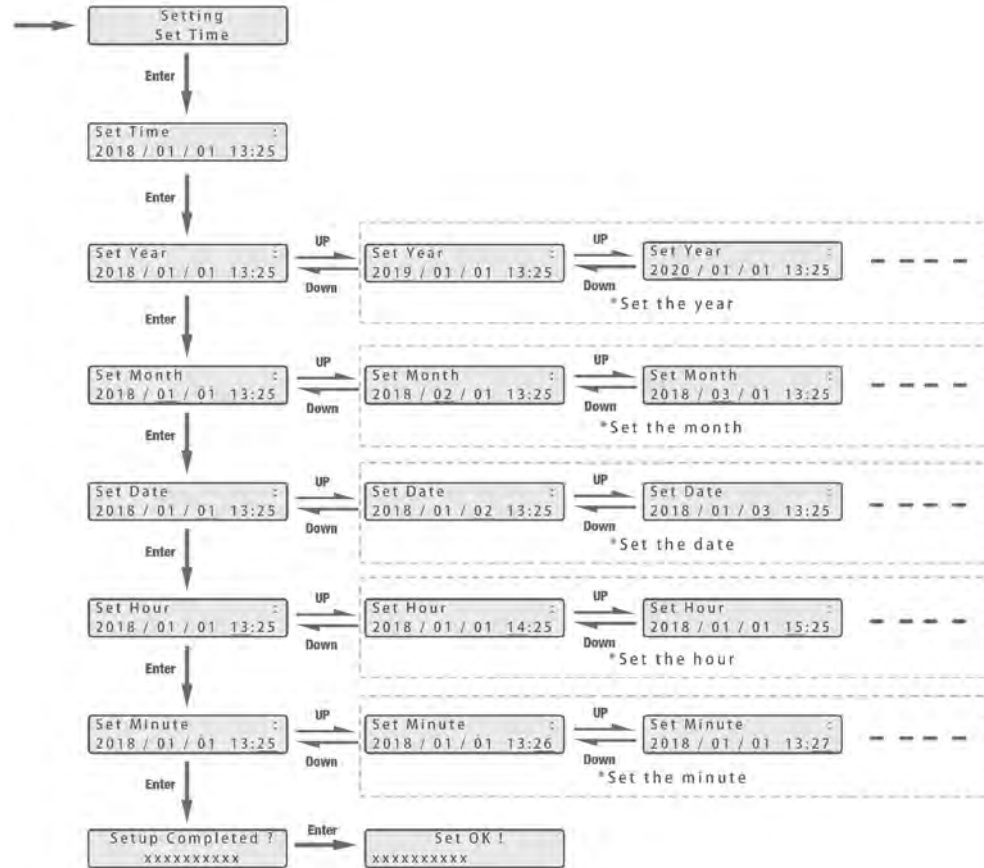 Setting
Set Time
Enter
Set Time :
2018 / 01 / 01 13:25
Enter
Set Year :
2018 / 01 / 01 13:25
UP
Down
Set Year :
2019 / 01 / 01 13:25
UP
Down
Set Year :
2020 / 01 / 01 13:25
*Set the year
Enter
Set Month :
2018 / 01 / 01 13:25
UP
Down
Set Month :
2018 / 02 / 01 13:25
UP
Down
Set Month :
2018 / 03 / 01 13:25
*Set the month
Enter
Set Date :
2018 / 01 / 01 13:25
UP
Down
Set Date :
2018 / 01 / 02 13:25
UP
Down
Set Date :
2018 / 01 / 03 13:25
*Set the date
Enter
Set Hour :
2018 / 01 / 01 13:25
UP
Down
Set Hour :
2018 / 01 / 01 14:25
UP
Down
Set Hour :
2018 / 01 / 01 15:25
*Set the hour
Enter
Set Minute :
2018 / 01 / 01 13:25
UP
Down
Set Minute :
2018 / 01 / 01 13:26
UP
Down
Set Minute :
2018 / 01 / 01 13:27
*Set the minute
Enter
Setup Completed ?
xxxxxxxxxx
Enter
Set OK !
xxxxxxxxxx